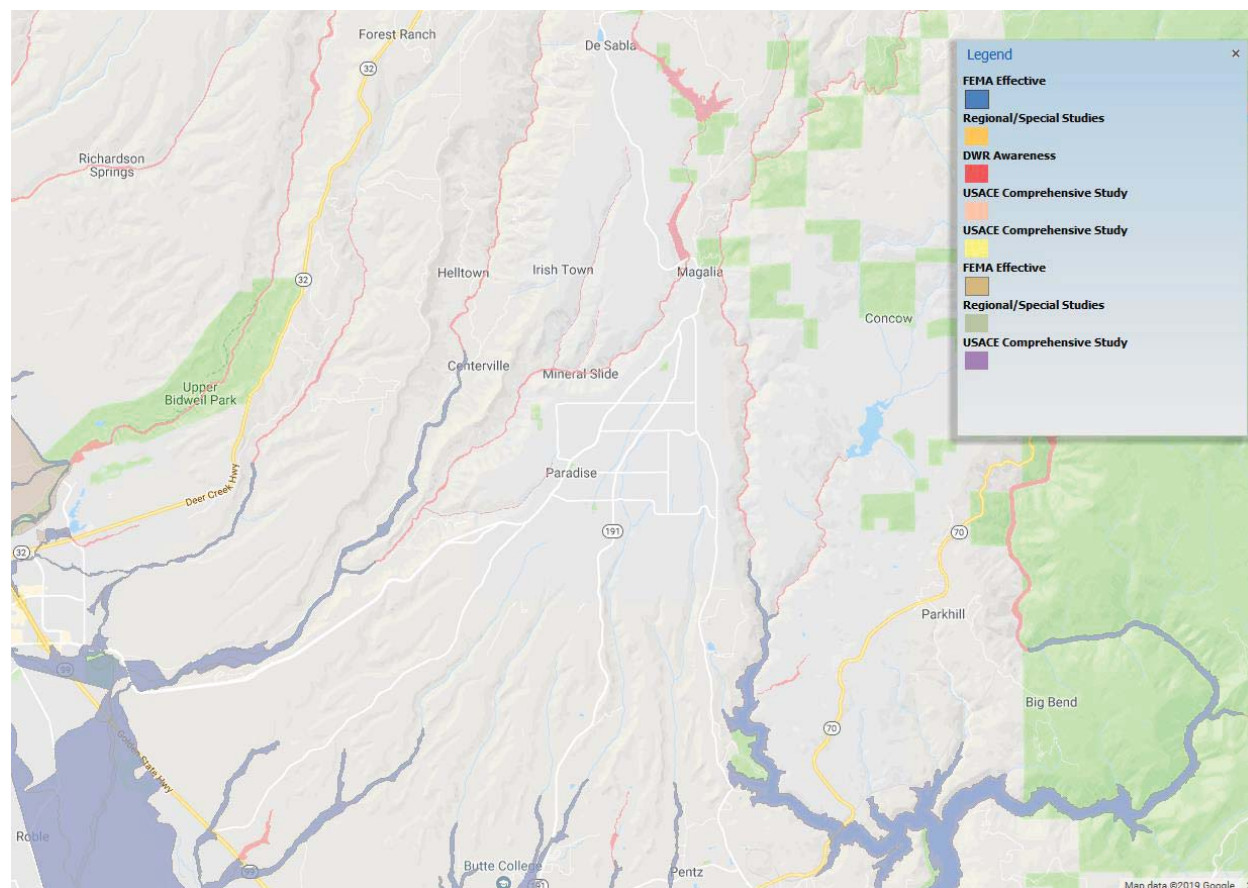 Forest Ranch
De Sabla
32
Richardson
Springs
32
Helltown
Irish Town
Magalia
Concow
Centerville
Mineral Slide
Upper
Bidwell Park
Paradise
Deer Creek Hwy
191
70
32
Parkhill
99
Big Bend
70
Golden State Hwy
Roble
99
Butte College
191
Pentz
Map data ©2019 Google
Legend
×
FEMA Effective
Regional/Special Studies
DWR Awareness
USACE Comprehensive Study
USACE Comprehensive Study
FEMA Effective
Regional/Special Studies
USACE Comprehensive Study